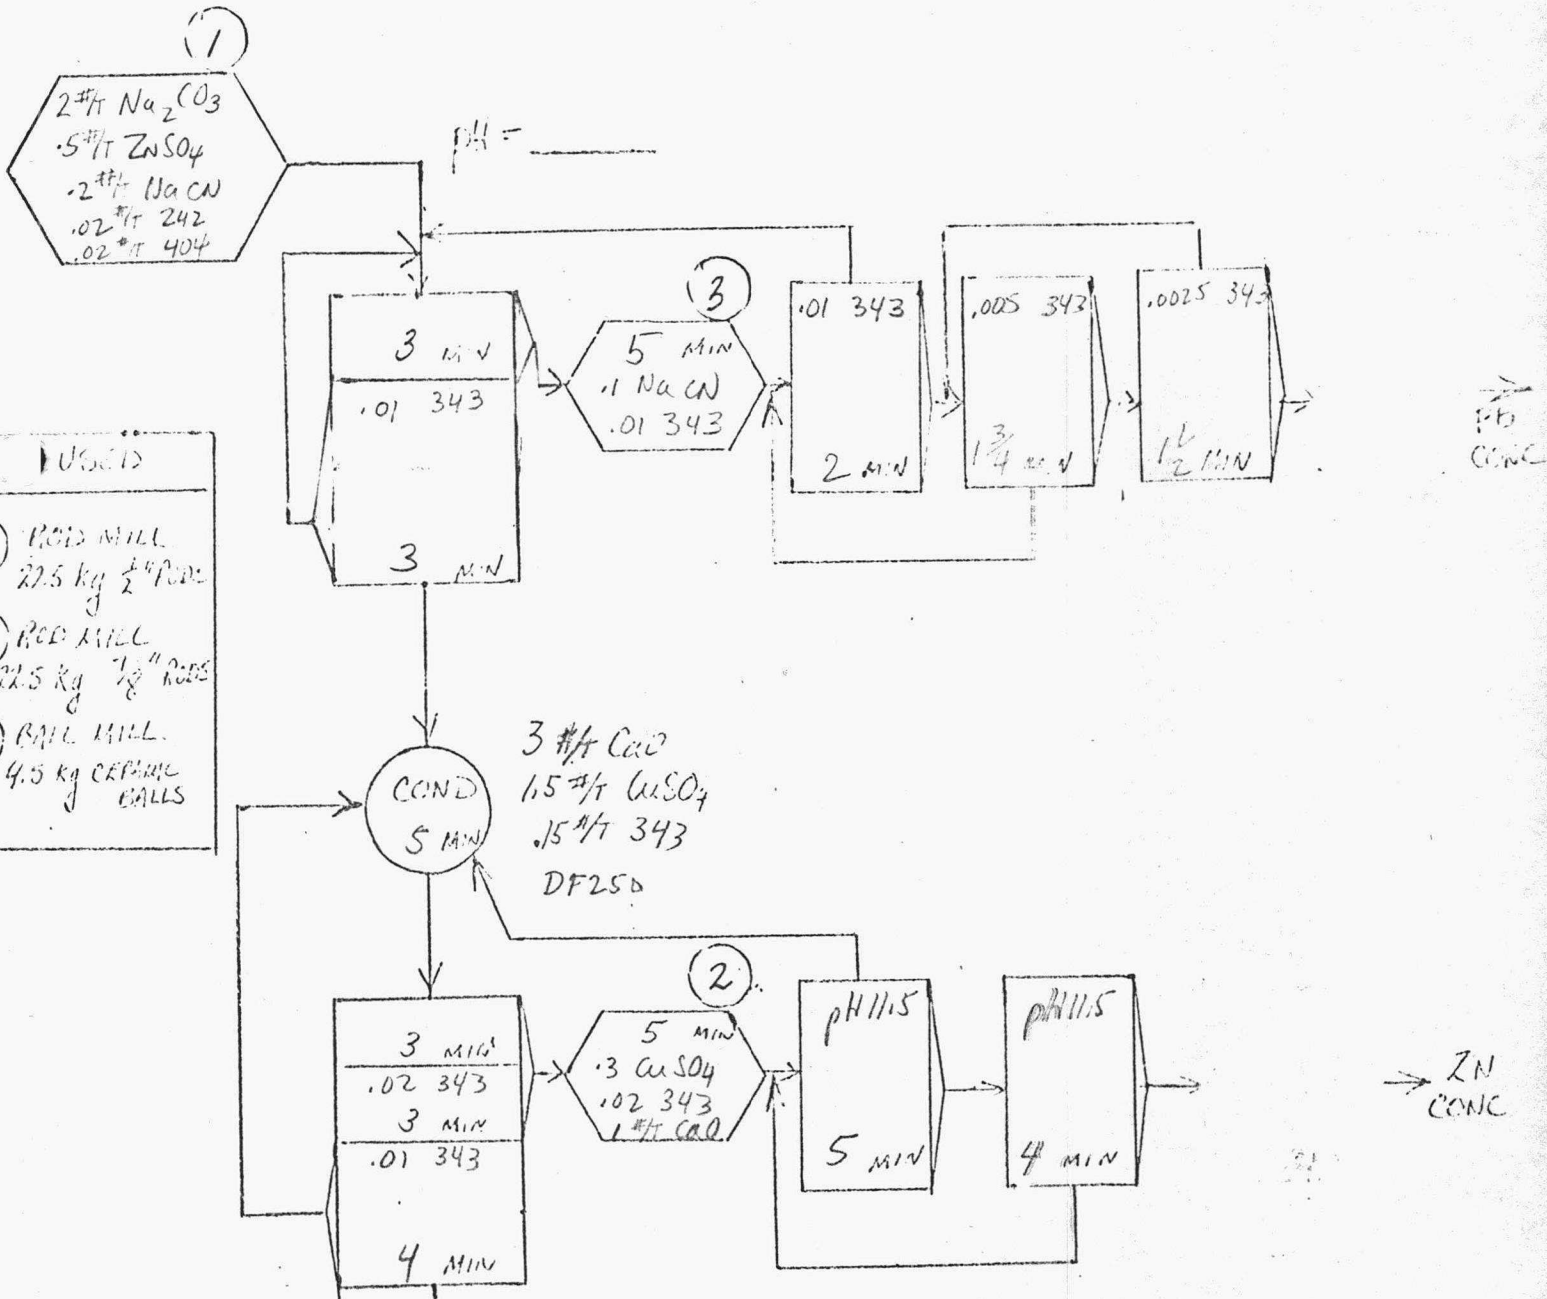 1
2 #/T Na2CO3
.5 #/T ZNSO4
.2 #/T NaCN
.02 #/T 242
.02 #/T 404
pH = ______
3 MIN
.01 343
3 MIN
3
5 MIN
.1 NaCN
.01 343
.01 343
2 MIN
.005 343
1 3/4 MIN
.0025 343
1 1/2 MIN
Pb
CONC
USED
ROD MILL
22.5 kg 1/2" RODS
ROD MILL
22.5 kg 7/8" RODS
BALL MILL
4.5 kg CERAMIC
BALLS
COND
5 MIN
3 #/T CaO
1.5 #/T CuSO4
.15 #/T 343
DF250
3 MIN
.02 343
3 MIN
.01 343
4 MIN
2
5 MIN
.3 CuSO4
.02 343
1 #/T CaO
pH 11.5
5 MIN
pH 11.5
4 MIN
ZN
CONC